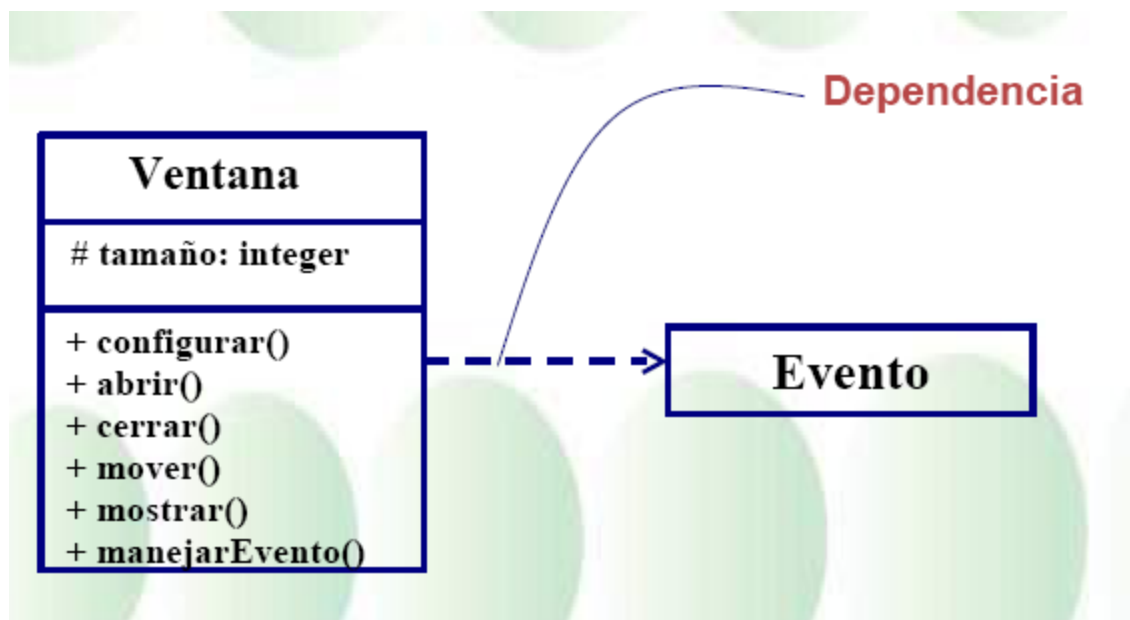 Dependencia
Ventana
# tamaño: integer
+ configurar()
+ abrir()
+ cerrar()
+ mover()
+ mostrar()
+ manejarEvento()
Evento